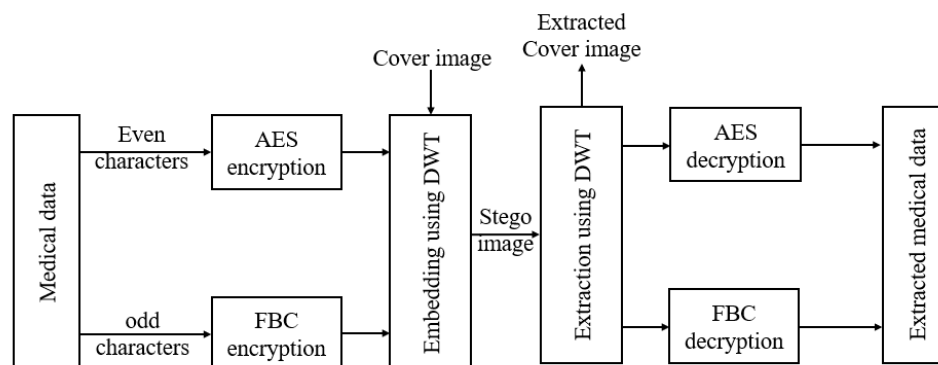 Medical data
Even
characters
odd
characters
AES
encryption
FBC
encryption
Cover image
Embedding using DWT
Stego
image
Extracted
Cover image
Extraction using DWT
AES
decryption
FBC
decryption
Extracted medical data